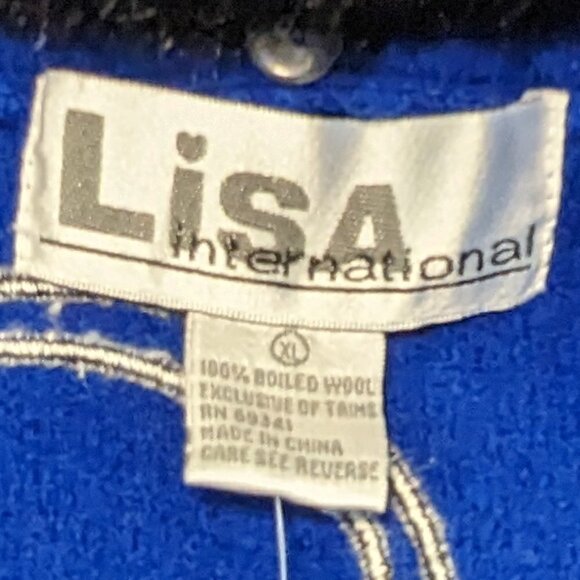 LiSA
international
XL
100% BOILED WOOL
EXCLUSIVE OF TRIMS
RN 69341
MADE IN CHINA
CARE SEE REVERSE